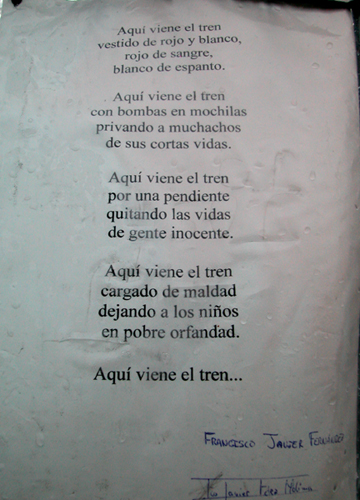 Aquí viene el tren
vestido de rojo y blanco,
rojo de sangre,
blanco de espanto.
Aquí viene el tren
con bombas en mochilas
privando a muchachos
de sus cortas vidas.
Aquí viene el tren
por una pendiente
quitando las vidas
de gente inocente.
Aquí viene el tren
cargado de maldad
dejando a los niños
en pobre orfandad.
Aquí viene el tren...
FRANCESCO JAVIER
Javier